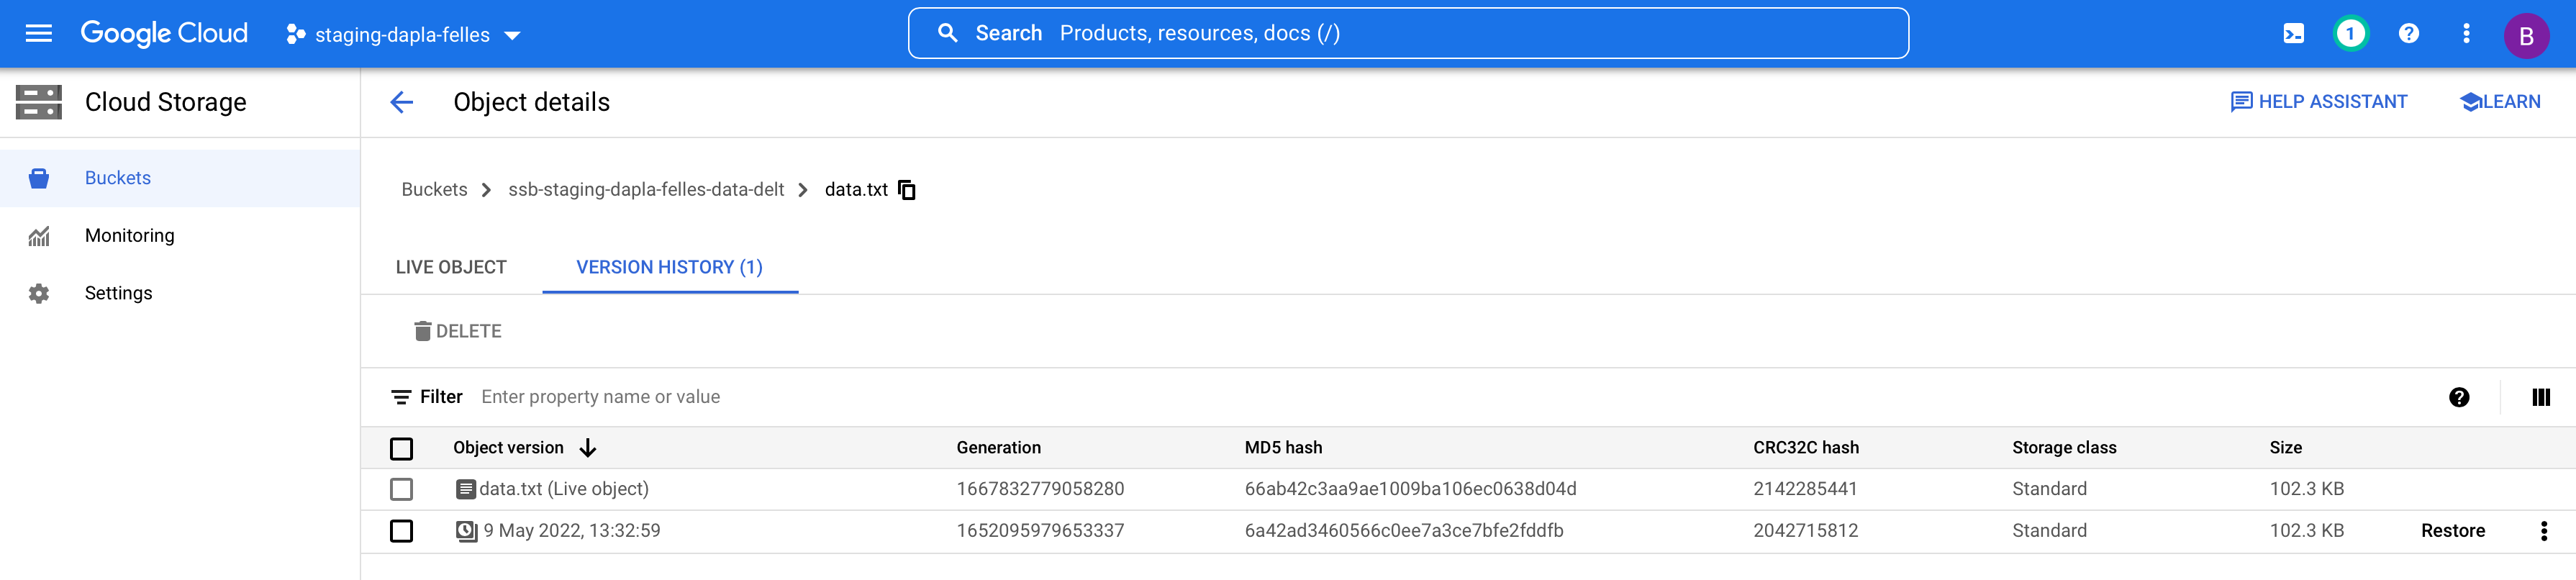 Google Cloud staging-dapla-felles Search Products, resources, docs (/) 1 B
Cloud Storage
Object details
HELP ASSISTANT LEARN
Buckets
Monitoring
Settings
Buckets ssb-staging-dapla-felles-data-delt data.txt
LIVE OBJECT VERSION HISTORY (1)
DELETE
Filter Enter property name or value
Object version Generation MD5 hash CRC32C hash Storage class Size
data.txt (Live object) 1667832779058280 66ab42c3aa9ae1009ba106ec0638d04d 2142285441 Standard 102.3 KB
9 May 2022, 13:32:59 1652095979653337 6a42ad3460566c0ee7a3ce7bfe2fddfb 2042715812 Standard 102.3 KB Restore